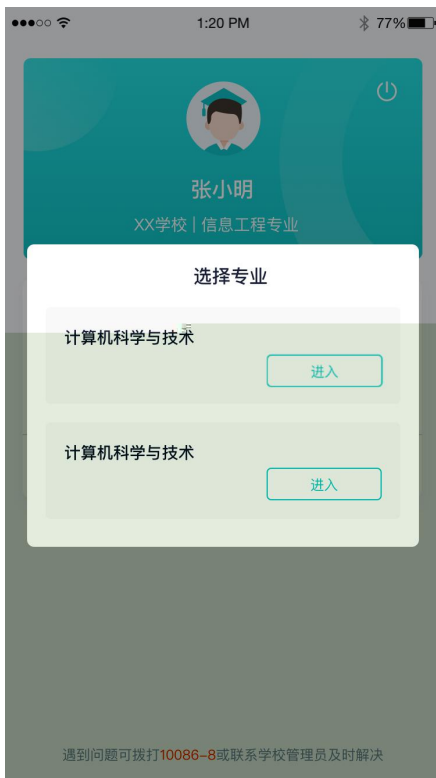 1:20 PM
77%
张小明
XX学校 | 信息工程专业
选择专业
计算机科学与技术
进入
计算机科学与技术
进入
遇到问题可拨打10086-8或联系学校管理员及时解决